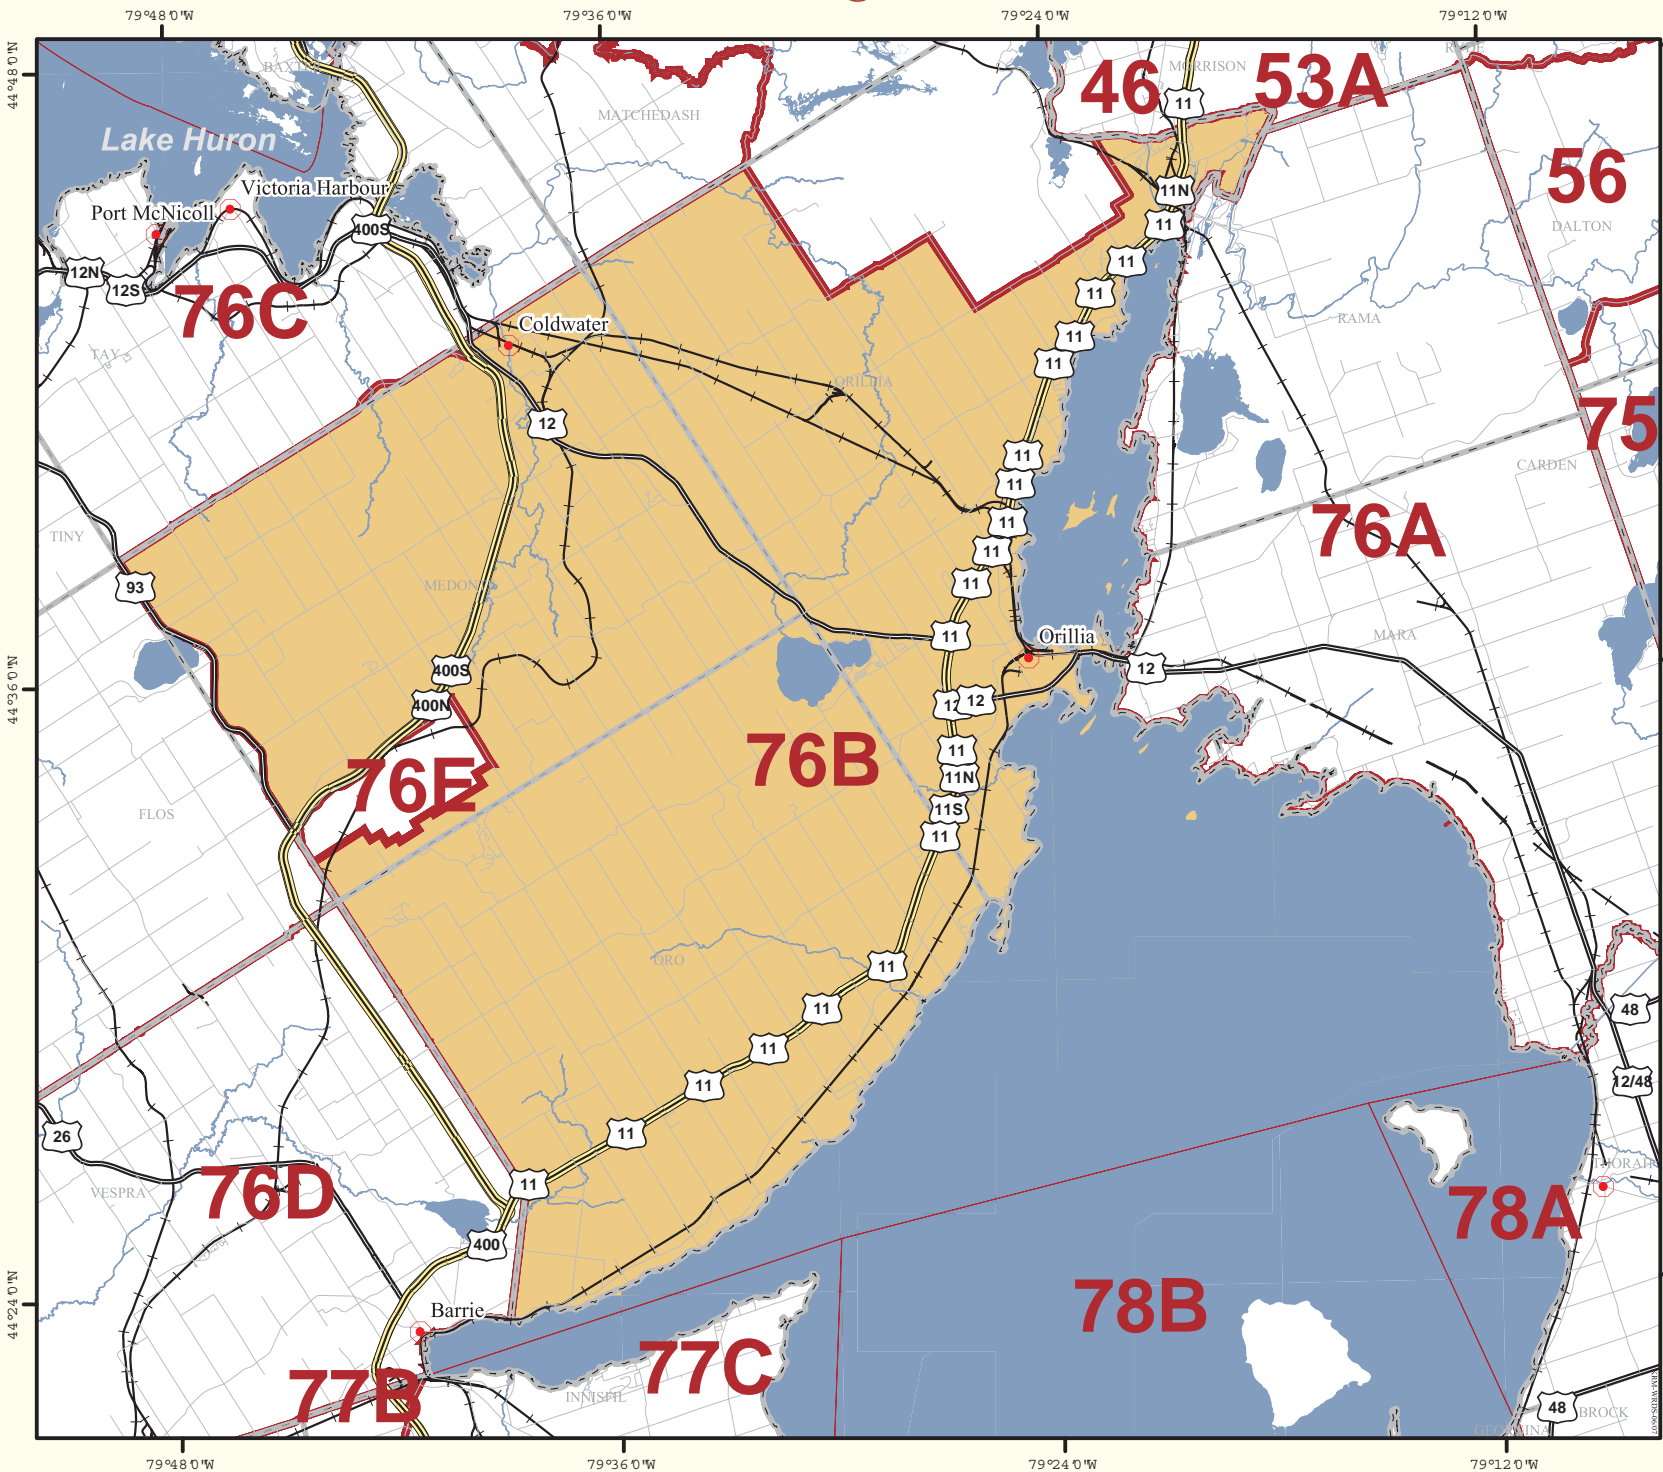 79°48'0"W
79°36'0"W
79°24'0"W
79°12'0"W
44°48'0"N
BAXTER
MATCHEDASH
46
MORRISON
53A
11
Lake Huron
56
DALTON
Victoria Harbour
Port McNicoll
11N
11
400S
12N
12S
11
76C
11
TAY
Coldwater
RAMA
11
11
ORILLIA
75
12
11
CARDEN
11
TINY
11
76A
11
93
MEDONTE
11
11
Orillia
MARA
44°36'0"N
400S
12
400N
12
12
11
76E
76B
11N
11S
FLOS
11
ORO
11
11
48
11
11
12/48
26
11
THORAH
76D
VESPRA
11
78A
400
44°24'0"N
Barrie
78B
77C
77B
INNISFIL
48
BROCK
GEORGINA
KRM-WRDS-06/07
79°48'0"W
79°36'0"W
79°24'0"W
79°12'0"W